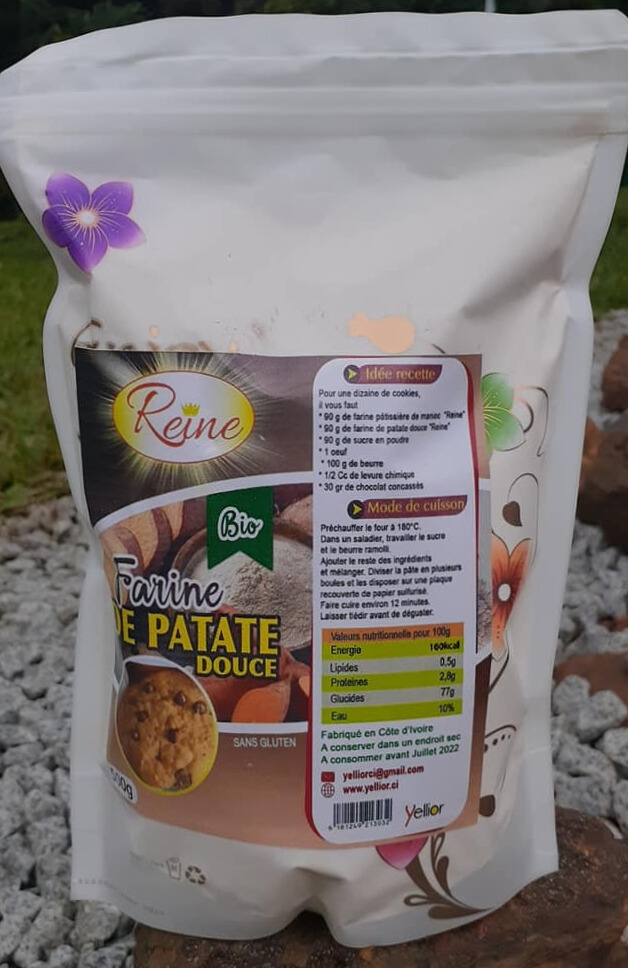 Enjoy
Reine
Bio
Farine
DE PATATE
DOUCE
SANS GLUTEN
500g
Idée recette
Pour une dizaine de cookies,
il vous faut
* 90 g de farine pâtissière de manioc "Reine"
* 90 g de farine de patate douce "Reine"
* 90 g de sucre en poudre
* 1 oeuf
* 100 g de beurre
* 1/2 Cc de levure chimique
* 30 gr de chocolat concassés
Mode de cuisson
Préchauffer le four à 180°C.
Dans un saladier, travailler le sucre
et le beurre ramolli.
Ajouter le reste des ingrédients
et mélanger. Diviser la pâte en plusieurs
boules et les disposer sur une plaque
recouverte de papier sulfurisé.
Faire cuire environ 12 minutes.
Laisser tiédir avant de déguster.
Valeurs nutritionnelle pour 100g
Energie 160kcal
Lipides 0,5g
Proteines 2,8g
Glucides 77g
Eau 10%
Fabriqué en Côte d'Ivoire
A conserver dans un endroit sec
A consommer avant Juillet 2022
yelliorci@gmail.com
www.yellior.ci
6 181249 213032
Yellior